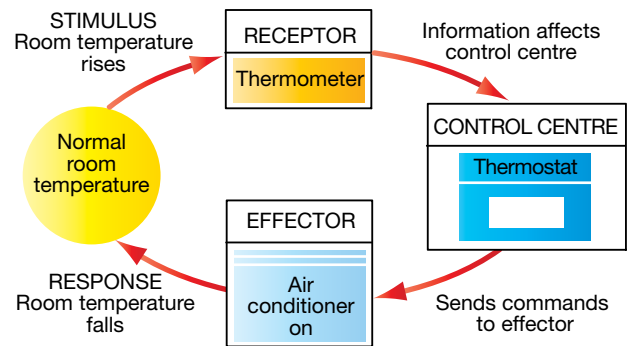 STIMULUS
Room temperature
rises
RECEPTOR
Thermometer
Information affects
control centre
CONTROL CENTRE
Thermostat
Sends commands
to effector
EFFECTOR
Air
conditioner
on
RESPONSE
Room temperature
falls
Normal
room
temperature